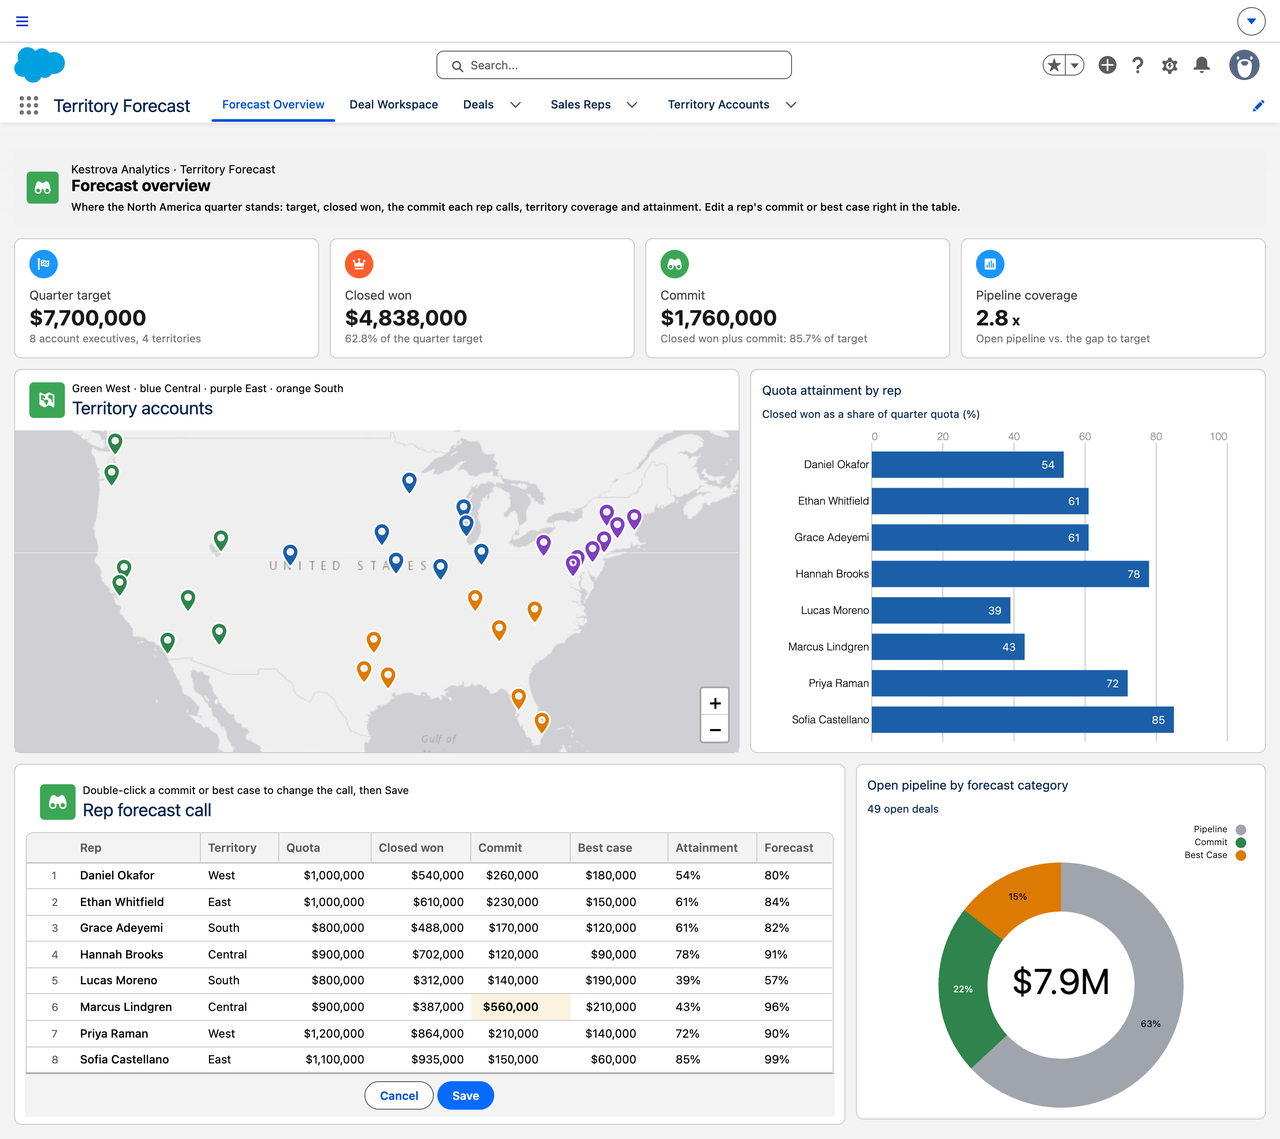 Search...
Territory Forecast
Forecast Overview
Deal Workspace
Deals
Sales Reps
Territory Accounts
Kestrova Analytics · Territory Forecast
Forecast overview
Where the North America quarter stands: target, closed won, the commit each rep calls, territory coverage and attainment. Edit a rep's commit or best case right in the table.
Quarter target
$7,700,000
8 account executives, 4 territories
Closed won
$4,838,000
62.8% of the quarter target
Commit
$1,760,000
Closed won plus commit: 85.7% of target
Pipeline coverage
2.8 x
Open pipeline vs. the gap to target
Green West · blue Central · purple East · orange South
Territory accounts
UNITED STATES
Gulf of
+
−
Quota attainment by rep
Closed won as a share of quarter quota (%)
0 20 40 60 80 100
Daniel Okafor 54
Ethan Whitfield 61
Grace Adeyemi 61
Hannah Brooks 78
Lucas Moreno 39
Marcus Lindgren 43
Priya Raman 72
Sofia Castellano 85
Double-click a commit or best case to change the call, then Save
Rep forecast call
Rep Territory Quota Closed won Commit Best case Attainment Forecast
1 Daniel Okafor West $1,000,000 $540,000 $260,000 $180,000 54% 80%
2 Ethan Whitfield East $1,000,000 $610,000 $230,000 $150,000 61% 84%
3 Grace Adeyemi South $800,000 $488,000 $170,000 $120,000 61% 82%
4 Hannah Brooks Central $900,000 $702,000 $120,000 $90,000 78% 91%
5 Lucas Moreno South $800,000 $312,000 $140,000 $190,000 39% 57%
6 Marcus Lindgren Central $900,000 $387,000 $560,000 $210,000 43% 96%
7 Priya Raman West $1,200,000 $864,000 $210,000 $140,000 72% 90%
8 Sofia Castellano East $1,100,000 $935,000 $150,000 $60,000 85% 99%
Cancel
Save
Open pipeline by forecast category
49 open deals
Pipeline
Commit
Best Case
15%
22%
$7.9M
63%